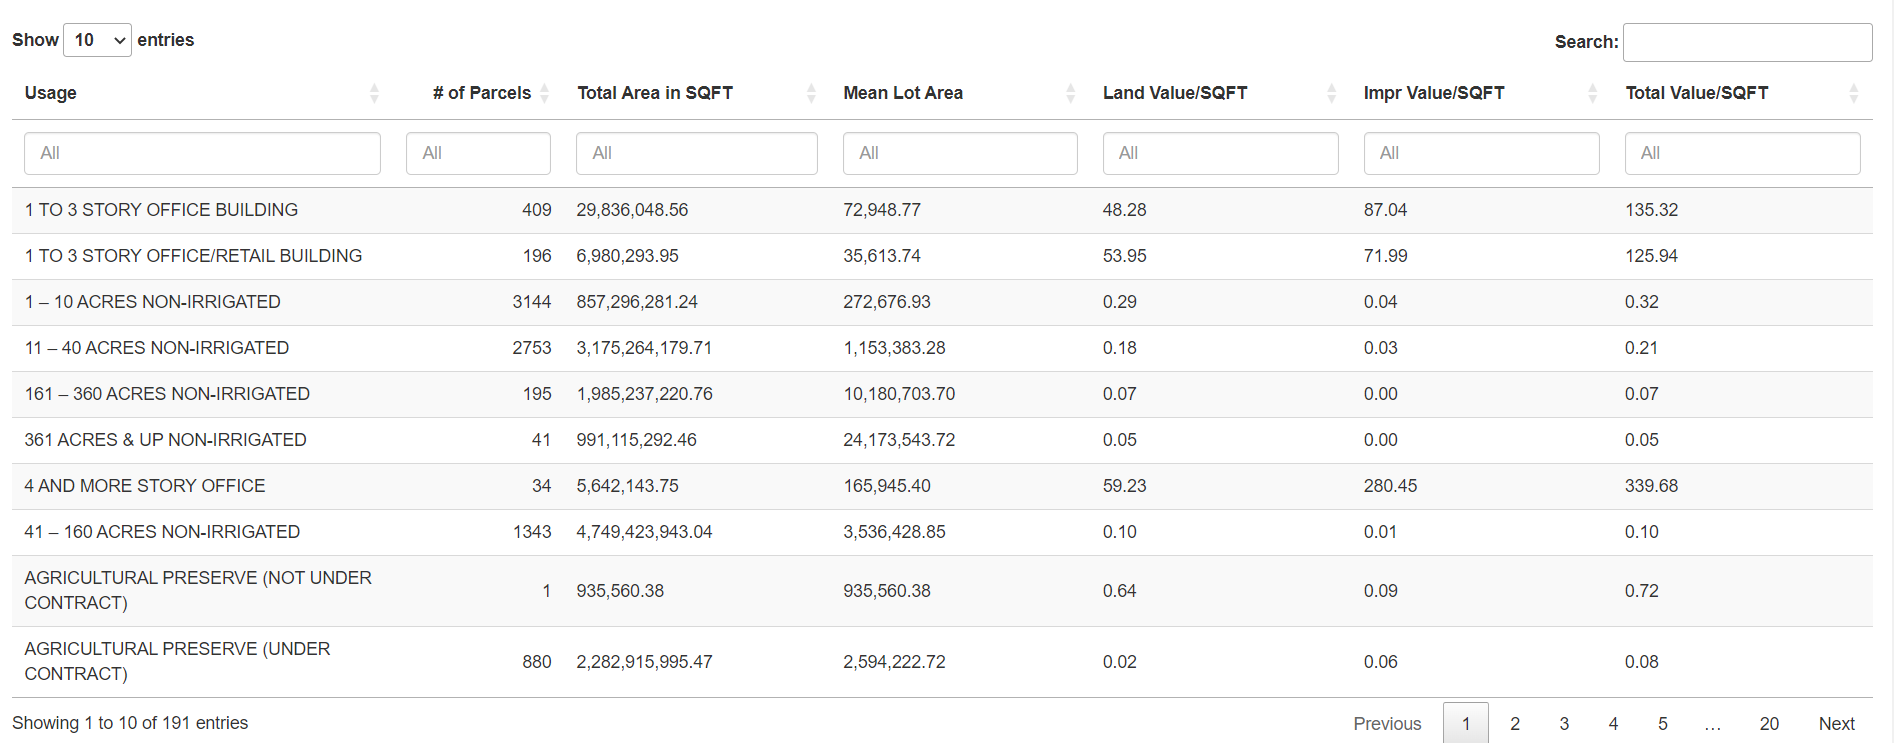 Show 10 entries Search:
Usage # of Parcels Total Area in SQFT Mean Lot Area Land Value/SQFT Impr Value/SQFT Total Value/SQFT
All All All All All All All
1 TO 3 STORY OFFICE BUILDING 409 29,836,048.56 72,948.77 48.28 87.04 135.32
1 TO 3 STORY OFFICE/RETAIL BUILDING 196 6,980,293.95 35,613.74 53.95 71.99 125.94
1 – 10 ACRES NON-IRRIGATED 3144 857,296,281.24 272,676.93 0.29 0.04 0.32
11 – 40 ACRES NON-IRRIGATED 2753 3,175,264,179.71 1,153,383.28 0.18 0.03 0.21
161 – 360 ACRES NON-IRRIGATED 195 1,985,237,220.76 10,180,703.70 0.07 0.00 0.07
361 ACRES & UP NON-IRRIGATED 41 991,115,292.46 24,173,543.72 0.05 0.00 0.05
4 AND MORE STORY OFFICE 34 5,642,143.75 165,945.40 59.23 280.45 339.68
41 – 160 ACRES NON-IRRIGATED 1343 4,749,423,943.04 3,536,428.85 0.10 0.01 0.10
AGRICULTURAL PRESERVE (NOT UNDER
CONTRACT) 1 935,560.38 935,560.38 0.64 0.09 0.72
AGRICULTURAL PRESERVE (UNDER
CONTRACT) 880 2,282,915,995.47 2,594,222.72 0.02 0.06 0.08
Showing 1 to 10 of 191 entries Previous 1 2 3 4 5 … 20 Next